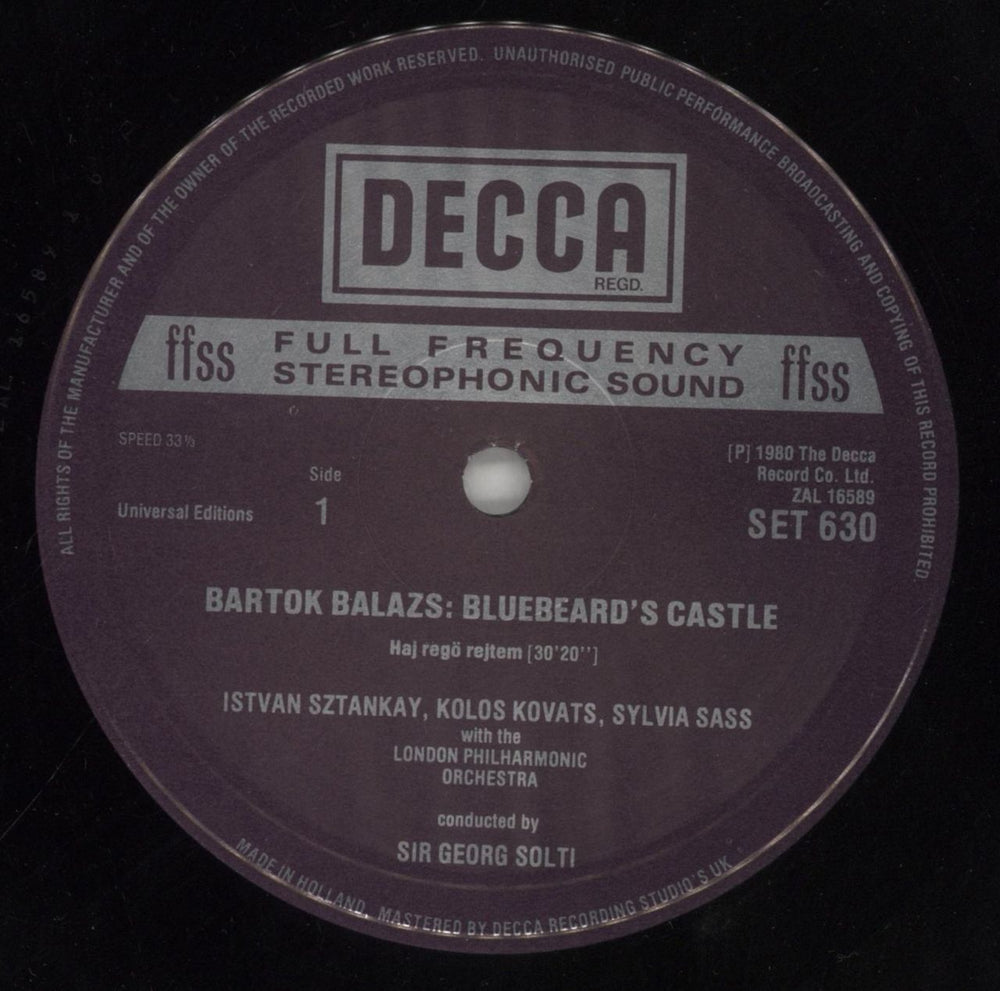 ALL RIGHTS OF THE MANUFACTURER AND OF THE OWNER OF THE RECORDED WORK RESERVED. UNAUTHORISED PUBLIC PERFORMANCE BROADCASTING AND COPYING OF THIS RECORD PROHIBITED
DECCA
REGD.
ffss FULL FREQUENCY STEREOPHONIC SOUND ffss
SPEED 33⅓
[P] 1980 The Decca
Record Co. Ltd.
ZAL 16589
SET 630
Side
1
Universal Editions
BARTOK BALAZS: BLUEBEARD'S CASTLE
Haj regö rejtem [30'20'']
ISTVAN SZTANKAY, KOLOS KOVATS, SYLVIA SASS
with the
LONDON PHILHARMONIC
ORCHESTRA
conducted by
SIR GEORG SOLTI
MADE IN HOLLAND. MASTERED BY DECCA RECORDING STUDIO'S UK